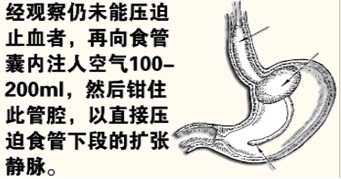 经观察仍未能压迫
止血者，再向食管
囊内注人空气100-
200ml，然后钳住
此管腔，以直接压
迫食管下段的扩张
静脉。